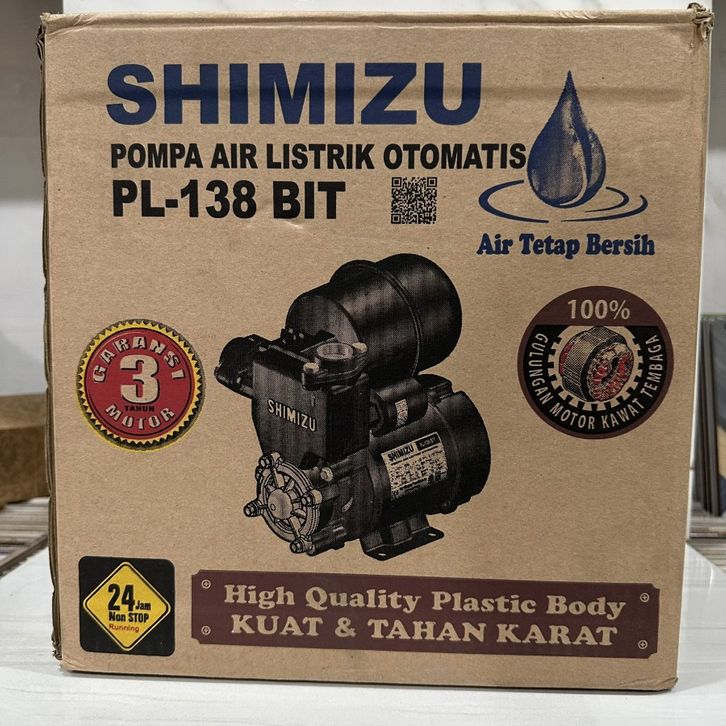 SHIMIZU
POMPA AIR LISTRIK OTOMATIS
PL-138 BIT
Air Tetap Bersih
GARANSI
3
TAHUN
MOTOR
100%
GULUNGAN MOTOR KAWAT TEMBAGA
SHIMIZU
SHIMIZU
24 Jam
Non STOP
Running
High Quality Plastic Body
KUAT & TAHAN KARAT